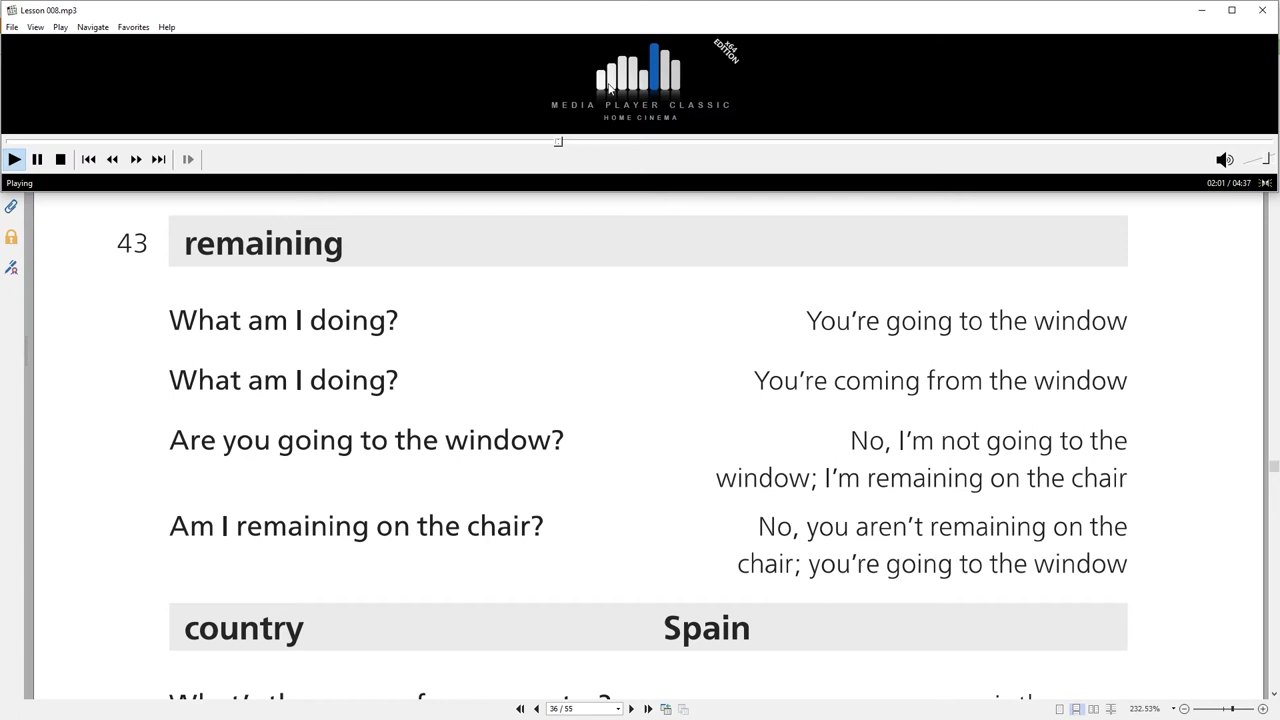 Lesson 008.mp3
File View Play Navigate Favorites Help
x64
EDITION
MEDIA PLAYER CLASSIC
HOME CINEMA
Playing
02:01 / 04:37
43 remaining
What am I doing? You're going to the window
What am I doing? You're coming from the window
Are you going to the window? No, I'm not going to the
window; I'm remaining on the chair
Am I remaining on the chair? No, you aren't remaining on the
chair; you're going to the window
country Spain
36 / 55
232.53%